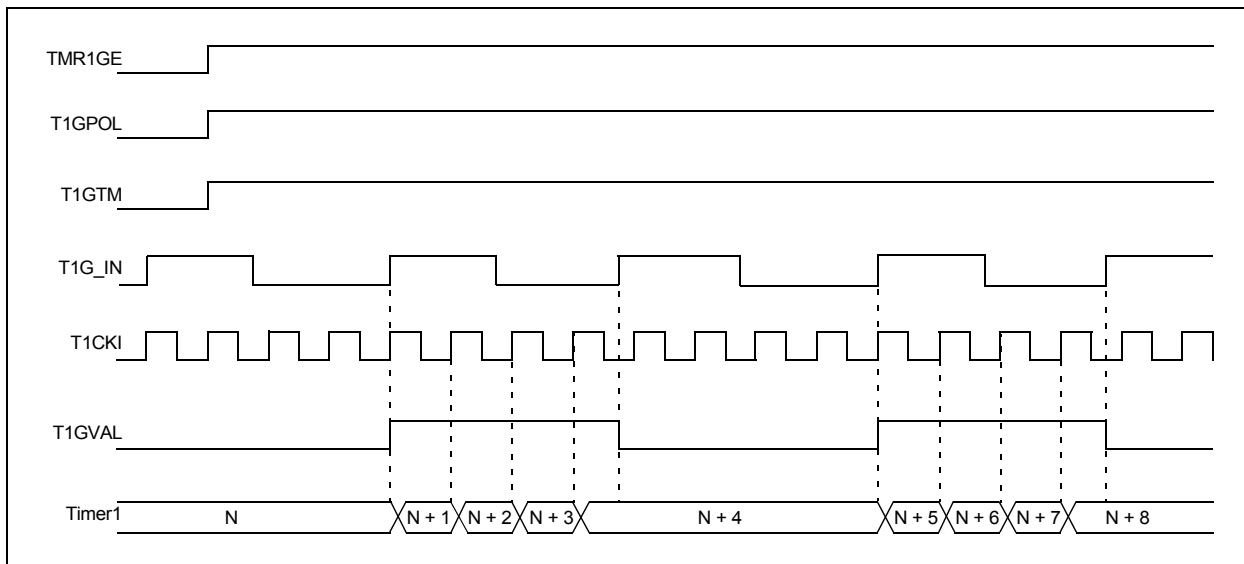 TMR1GE
T1GPOL
T1GTM
T1G_IN
T1CKI
T1GVAL
Timer1 N N + 1 N + 2 N + 3 N + 4 N + 5 N + 6 N + 7 N + 8